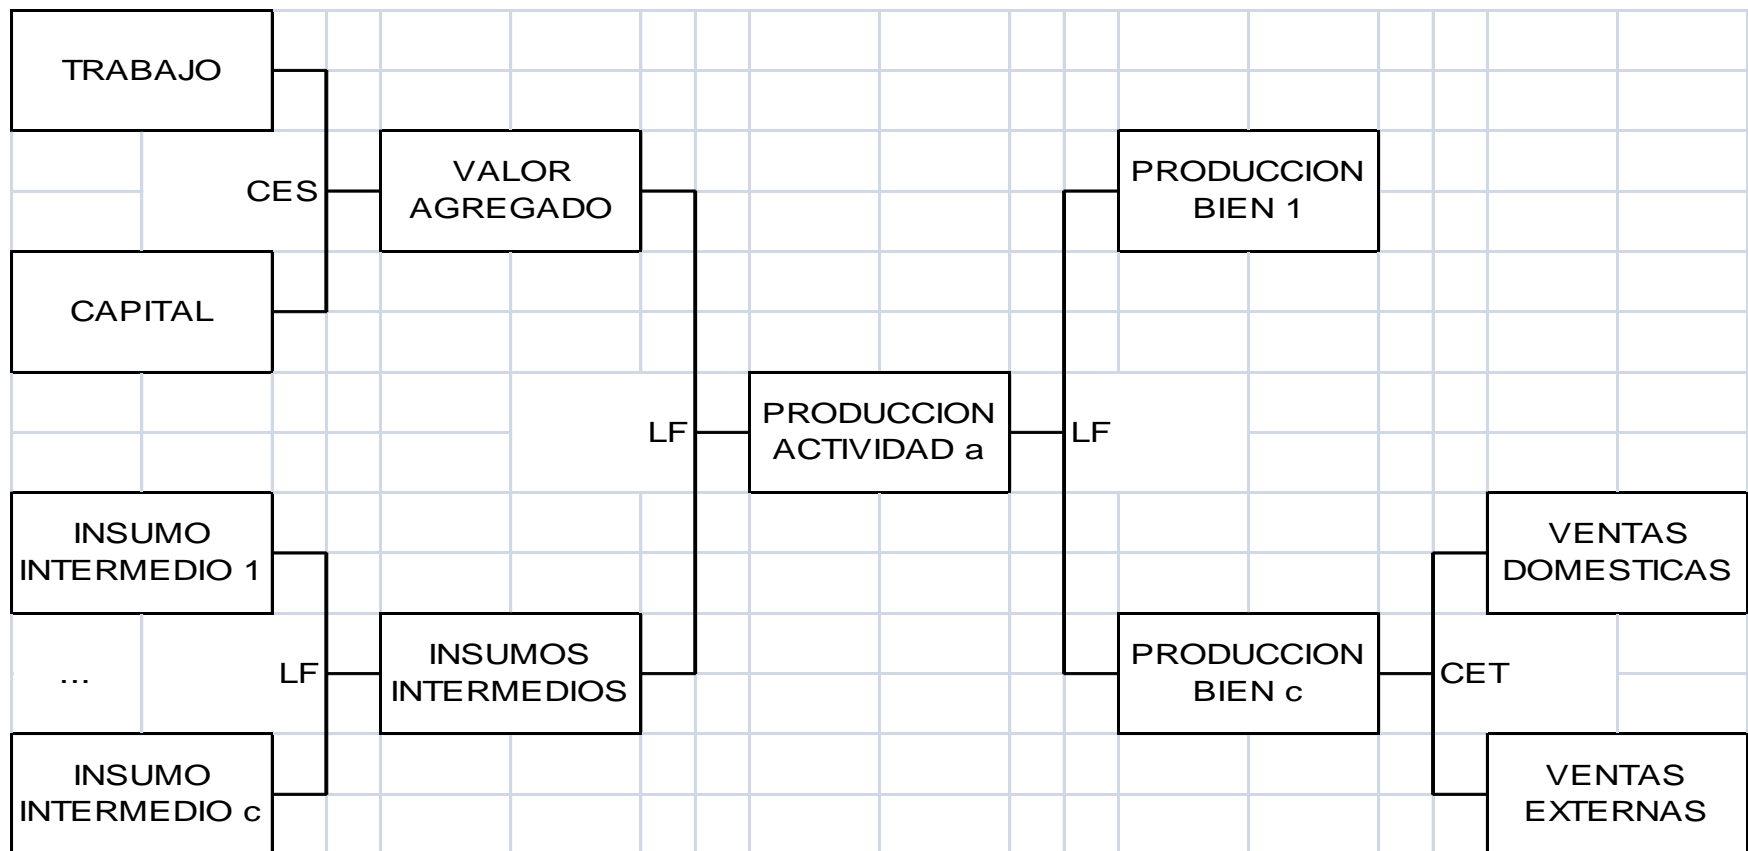 TRABAJO
CES
CAPITAL
VALOR
AGREGADO
INSUMO
INTERMEDIO 1
...
LF
INSUMO
INTERMEDIO c
INSUMOS
INTERMEDIOS
LF
PRODUCCION
ACTIVIDAD a
LF
PRODUCCION
BIEN 1
PRODUCCION
BIEN c
CET
VENTAS
DOMESTICAS
VENTAS
EXTERNAS